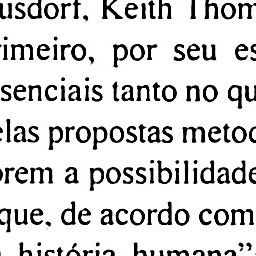 usdorf, Keith Thom
rimeiro, por seu es
senciais tanto no qu
elas propostas metod
orem a possibilidade
que, de acordo com
história humana”